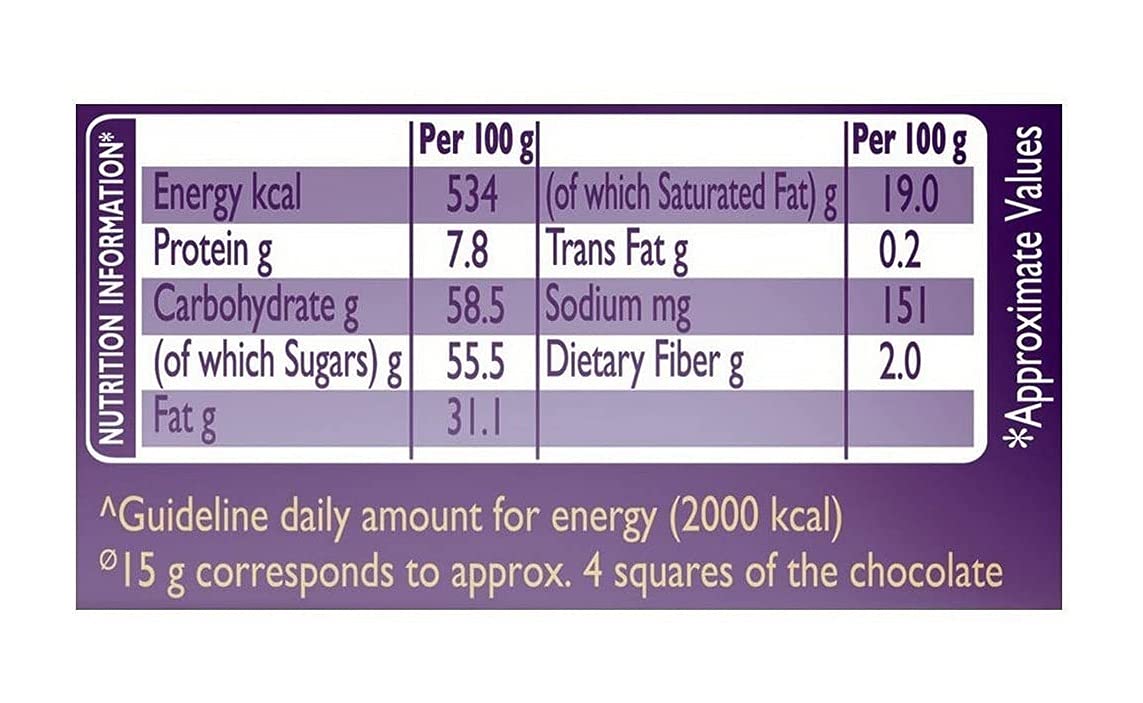 NUTRITION INFORMATION*
Per 100 g Per 100 g
Energy kcal 534 (of which Saturated Fat) g 19.0
Protein g 7.8 Trans Fat g 0.2
Carbohydrate g 58.5 Sodium mg 151
(of which Sugars) g 55.5 Dietary Fiber g 2.0
Fat g 31.1
*Approximate Values
^Guideline daily amount for energy (2000 kcal)
Ø15 g corresponds to approx. 4 squares of the chocolate